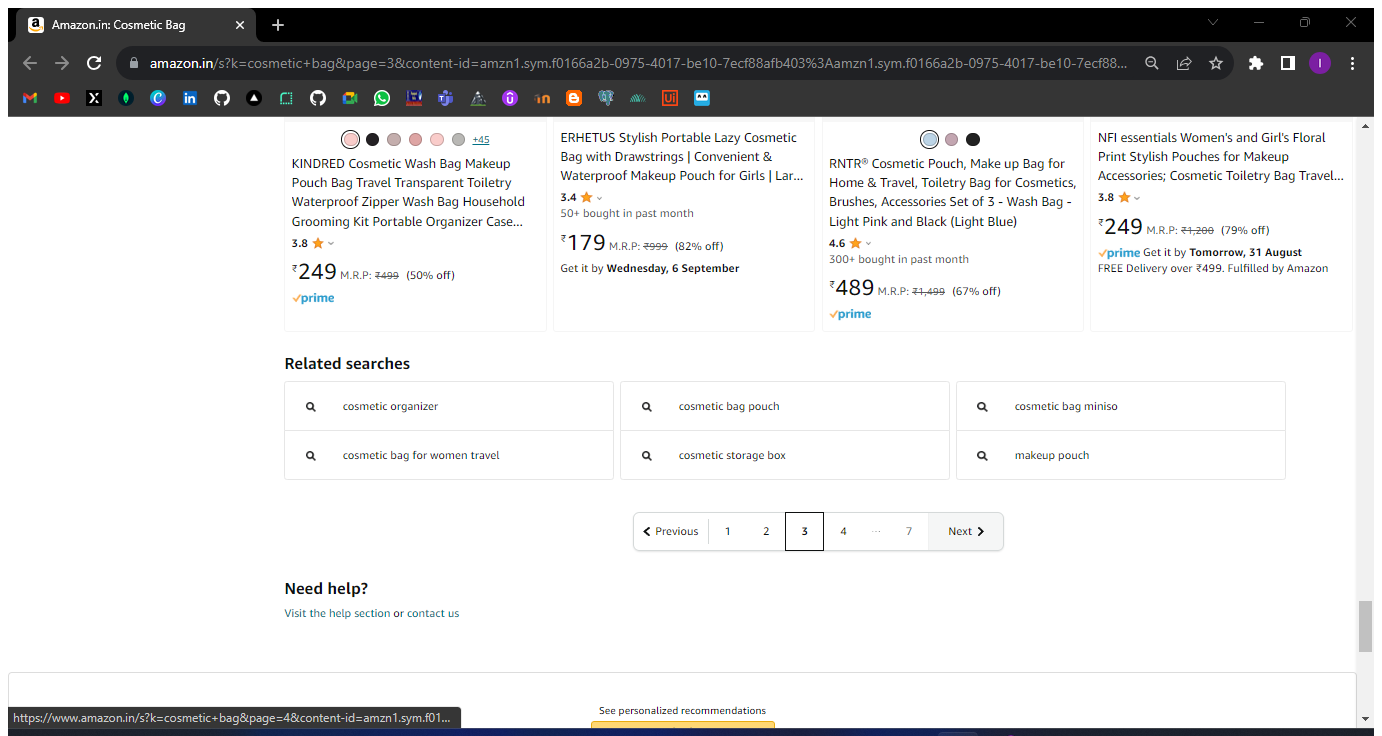 Amazon.in: Cosmetic Bag
amazon.in/s?k=cosmetic+bag&page=3&content-id=amzn1.sym.f0166a2b-0975-4017-be10-7ecf88afb403%3Aamzn1.sym.f0166a2b-0975-4017-be10-7ecf88...
+45
KINDRED Cosmetic Wash Bag Makeup
Pouch Bag Travel Transparent Toiletry
Waterproof Zipper Wash Bag Household
Grooming Kit Portable Organizer Case...
3.8
₹249 M.R.P: ₹499 (50% off)
prime
ERHETUS Stylish Portable Lazy Cosmetic
Bag with Drawstrings | Convenient &
Waterproof Makeup Pouch for Girls | Lar...
3.4
50+ bought in past month
₹179 M.R.P: ₹999 (82% off)
Get it by Wednesday, 6 September
RNTR® Cosmetic Pouch, Make up Bag for
Home & Travel, Toiletry Bag for Cosmetics,
Brushes, Accessories Set of 3 - Wash Bag -
Light Pink and Black (Light Blue)
4.6
300+ bought in past month
₹489 M.R.P: ₹1,499 (67% off)
prime
NFI essentials Women's and Girl's Floral
Print Stylish Pouches for Makeup
Accessories; Cosmetic Toiletry Bag Travel...
3.8
₹249 M.R.P: ₹1,200 (79% off)
prime Get it by Tomorrow, 31 August
FREE Delivery over ₹499. Fulfilled by Amazon
Related searches
cosmetic organizer
cosmetic bag pouch
cosmetic bag miniso
cosmetic bag for women travel
cosmetic storage box
makeup pouch
Previous 1 2 3 4 ... 7 Next
Need help?
Visit the help section or contact us
See personalized recommendations
https://www.amazon.in/s?k=cosmetic+bag&page=4&content-id=amzn1.sym.f01...